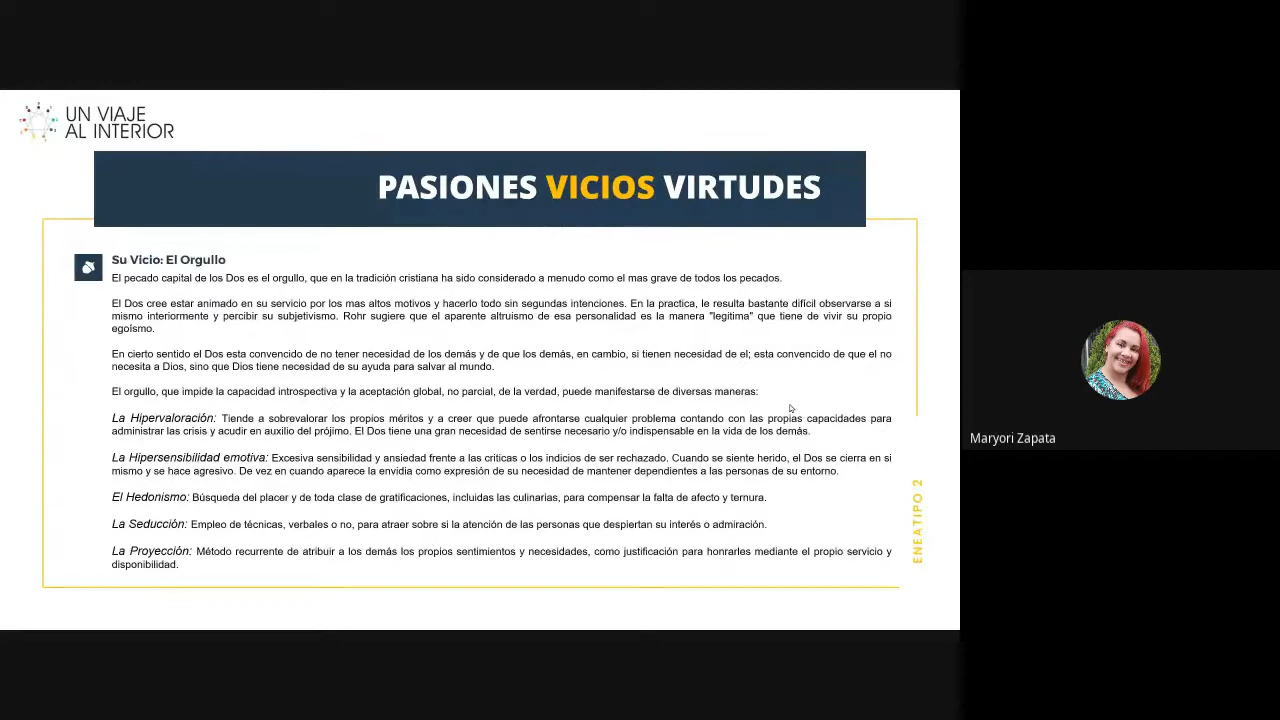 UN VIAJE
AL INTERIOR
PASIONES VICIOS VIRTUDES
Su Vicio: El Orgullo
El pecado capital de los Dos es el orgullo, que en la tradición cristiana ha sido considerado a menudo como el mas grave de todos los pecados.
El Dos cree estar animado en su servicio por los mas altos motivos y hacerlo todo sin segundas intenciones. En la practica, le resulta bastante difícil observarse a si
mismo interiormente y percibir su subjetivismo. Rohr sugiere que el aparente altruismo de esa personalidad es la manera "legitima" que tiene de vivir su propio
egoísmo.
En cierto sentido el Dos esta convencido de no tener necesidad de los demás y de que los demás, en cambio, si tienen necesidad de el; esta convencido de que el no
necesita a Dios, sino que Dios tiene necesidad de su ayuda para salvar al mundo.
El orgullo, que impide la capacidad introspectiva y la aceptación global, no parcial, de la verdad, puede manifestarse de diversas maneras:
La Hipervaloración: Tiende a sobrevalorar los propios méritos y a creer que puede afrontarse cualquier problema contando con las propias capacidades para
administrar las crisis y acudir en auxilio del prójimo. El Dos tiene una gran necesidad de sentirse necesario y/o indispensable en la vida de los demás.
La Hipersensibilidad emotiva: Excesiva sensibilidad y ansiedad frente a las criticas o los indicios de ser rechazado. Cuando se siente herido, el Dos se cierra en si
mismo y se hace agresivo. De vez en cuando aparece la envidia como expresión de su necesidad de mantener dependientes a las personas de su entorno.
El Hedonismo: Búsqueda del placer y de toda clase de gratificaciones, incluidas las culinarias, para compensar la falta de afecto y ternura.
La Seducción: Empleo de técnicas, verbales o no, para atraer sobre si la atención de las personas que despiertan su interés o admiración.
La Proyección: Método recurrente de atribuir a los demás los propios sentimientos y necesidades, como justificación para honrarles mediante el propio servicio y
disponibilidad.
ENEATIPO 2
Maryori Zapata